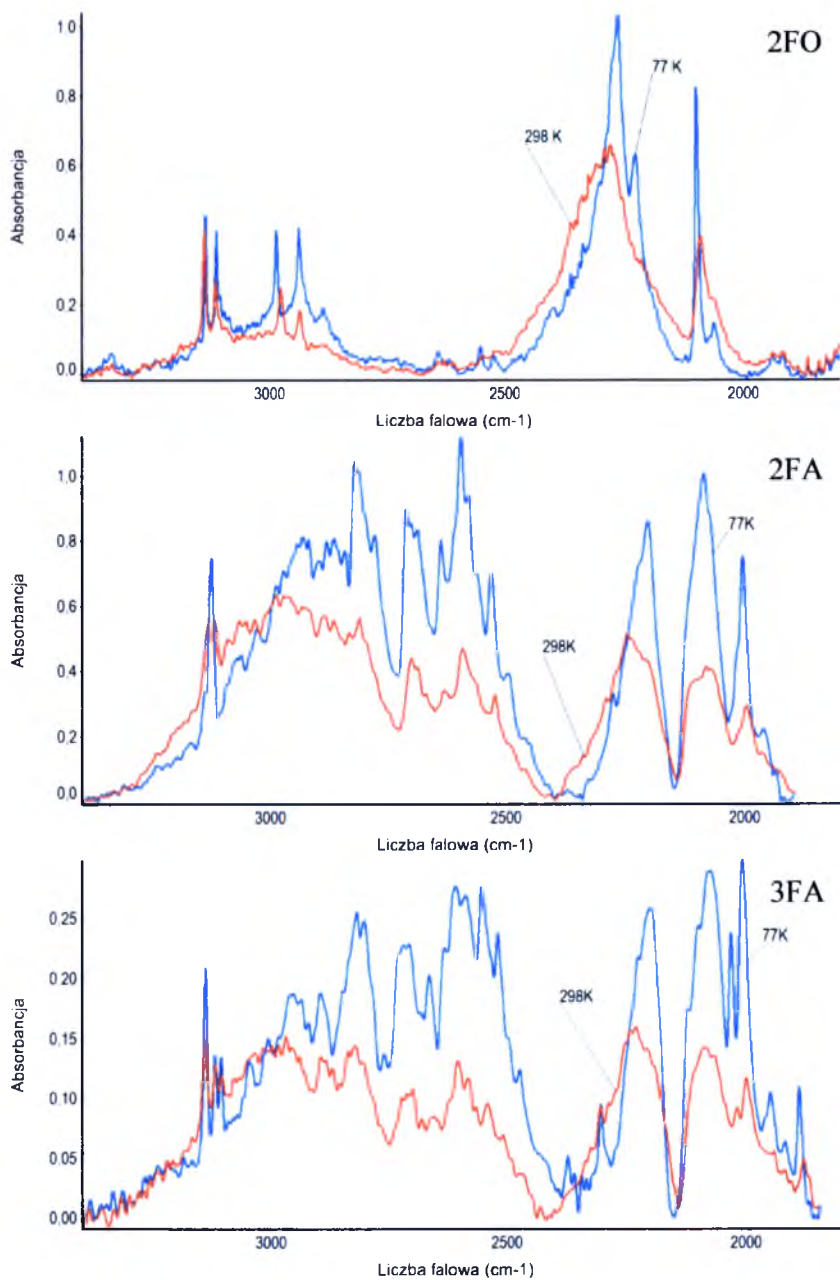 2FO
1.0
0.8
0.6
0.4
0.2
0.0
Absorbancja
298 K
77 K
3000 2500 2000
Liczba falowa (cm-1)
2FA
1.0
0.8
0.6
0.4
0.2
0.0
Absorbancja
298K
77K
3000 2500 2000
Liczba falowa (cm-1)
3FA
0.25
0.20
0.15
0.10
0.05
0.00
Absorbancja
298K
77K
3000 2500 2000
Liczba falowa (cm-1)